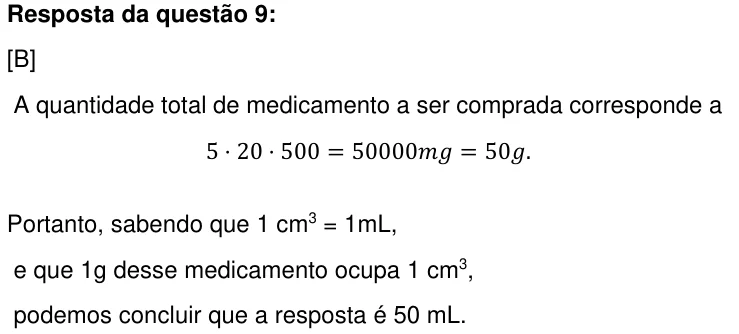 Resposta da questão 9:
[B]
A quantidade total de medicamento a ser comprada corresponde a
5 · 20 · 500 = 50000mg = 50g.
Portanto, sabendo que 1 cm³ = 1mL,
e que 1g desse medicamento ocupa 1 cm³,
podemos concluir que a resposta é 50 mL.